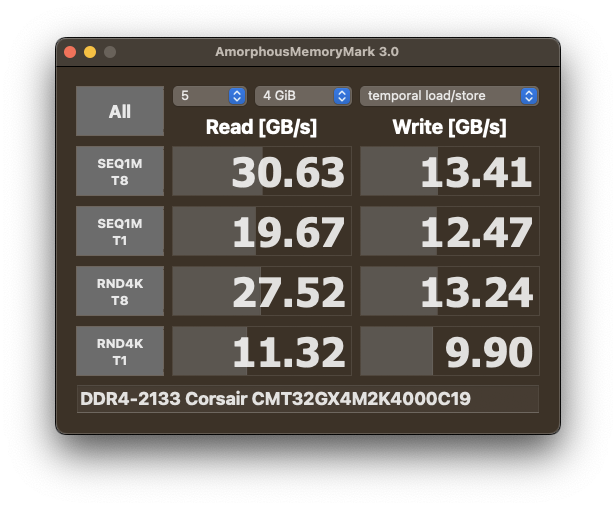 AmorphousMemoryMark 3.0
All
5 4 GiB temporal load/store
Read [GB/s] Write [GB/s]
SEQ1M
T8
30.63 13.41
SEQ1M
T1
19.67 12.47
RND4K
T8
27.52 13.24
RND4K
T1
11.32 9.90
DDR4-2133 Corsair CMT32GX4M2K4000C19